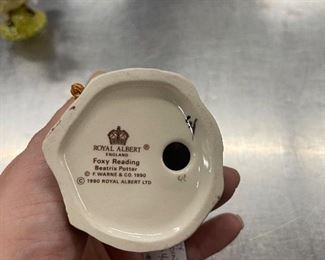 ROYAL ALBERT ®
ENGLAND
Foxy Reading
Beatrix Potter
© F. WARNE & CO. 1990
© 1990 ROYAL ALBERT LTD